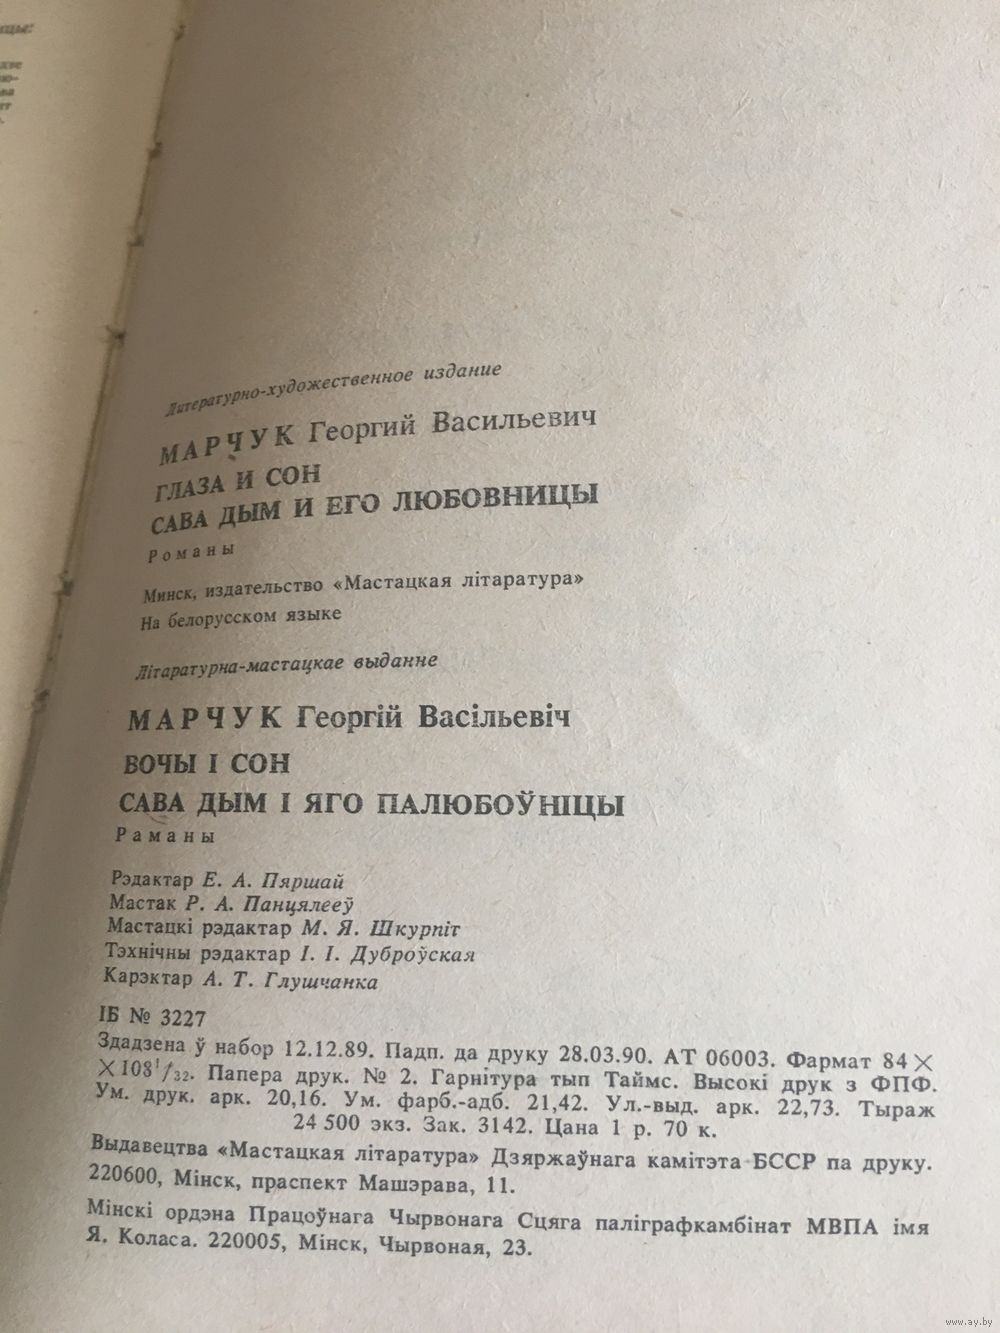 Литературно-художественное издание
МАРЧУК Георгий Васильевич
ГЛАЗА И СОН
САВА ДЫМ И ЕГО ЛЮБОВНИЦЫ
Романы
Минск, издательство «Мастацкая літаратура»
На белорусском языке
Літаратурна-мастацкае выданне
МАРЧУК Георгій Васільевіч
ВОЧЫ І СОН
САВА ДЫМ І ЯГО ПАЛЮБОЎНІЦЫ
Раманы
Рэдактар Е. А. Пяршай
Мастак Р. А. Панцялееў
Мастацкі рэдактар М. Я. Шкурпіт
Тэхнічны рэдактар І. І. Дуброўская
Карэктар А. Т. Глушчанка
ІБ № 3227
Здадзена ў набор 12.12.89. Падп. да друку 28.03.90. АТ 06003. Фармат 84×
×108¹/₃₂. Папера друк. № 2. Гарнітура тып Таймс. Высокі друк з ФПФ.
Ум. друк. арк. 20,16. Ум. фарб.-адб. 21,42. Ул.-выд. арк. 22,73. Тыраж
24 500 экз. Зак. 3142. Цана 1 р. 70 к.
Выдавецтва «Мастацкая літаратура» Дзяржаўнага камітэта БССР па друку.
220600, Мінск, праспект Машэрава, 11.
Мінскі ордэна Працоўнага Чырвонага Сцяга паліграфкамбінат МВПА імя
Я. Коласа. 220005, Мінск, Чырвоная, 23.
www.ay.by